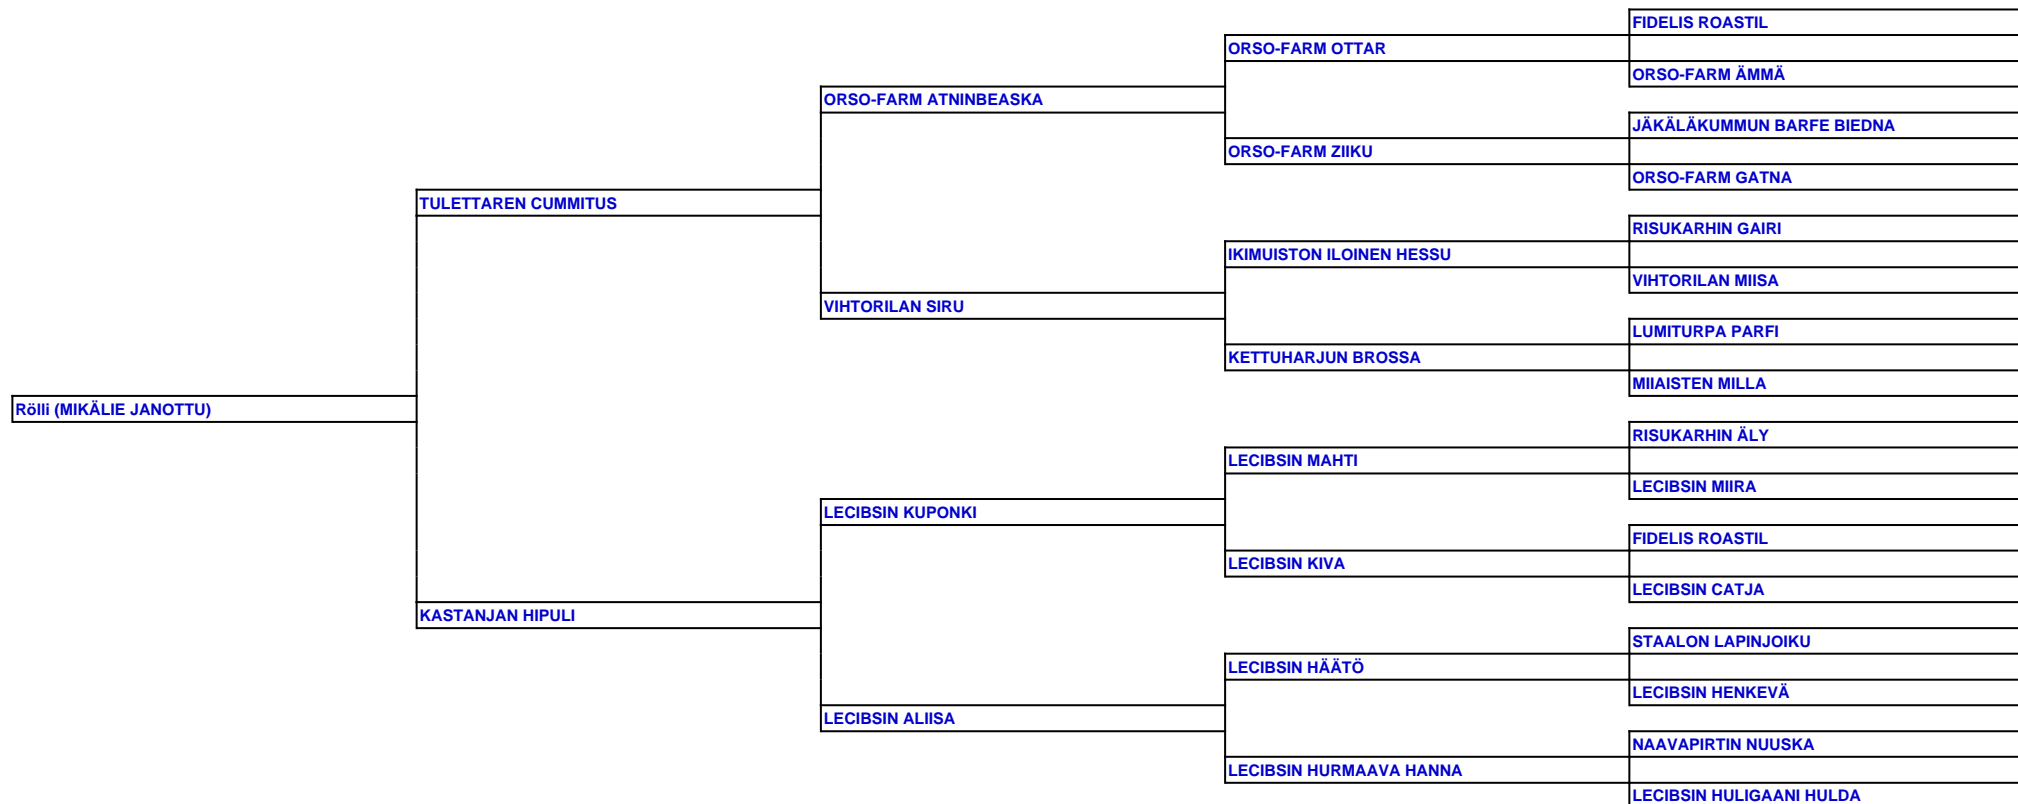 FIDELIS ROASTIL
ORSO-FARM OTTAR
ORSO-FARM ÄMMÄ
ORSO-FARM ATNINBEASKA
JÄKÄLÄKUMMUN BARFE BIEDNA
ORSO-FARM ZIIKU
ORSO-FARM GATNA
TULETTAREN CUMMITUS
RISUKARHIN GAIRI
IKIMUISTON ILOINEN HESSU
VIHTORILAN MIISA
VIHTORILAN SIRU
LUMITURPA PARFI
KETTUHARJUN BROSSA
MIIAISTEN MILLA
Rölli (MIKÄLIE JANOTTU)
RISUKARHIN ÄLY
LECIBSIN MAHTI
LECIBSIN MIIRA
LECIBSIN KUPONKI
FIDELIS ROASTIL
LECIBSIN KIVA
LECIBSIN CATJA
KASTANJAN HIPULI
STAALON LAPINJOIKU
LECIBSIN HÄÄTÖ
LECIBSIN HENKEVÄ
LECIBSIN ALIISA
NAAVAPIRTIN NUUSKA
LECIBSIN HURMAAVA HANNA
LECIBSIN HULIGAANI HULDA